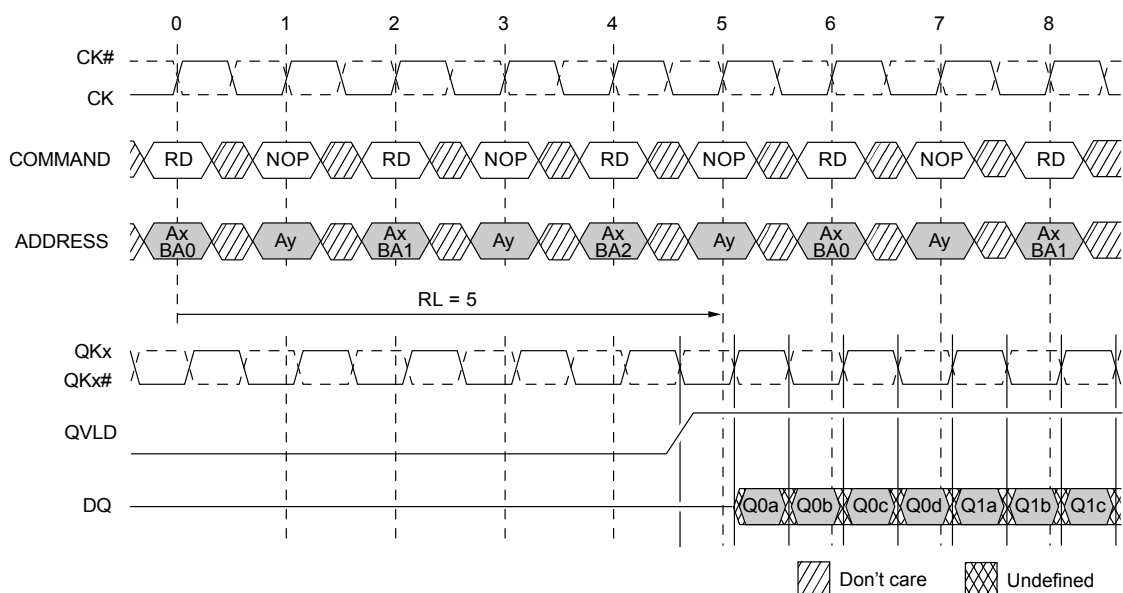 0 1 2 3 4 5 6 7 8
CK#
CK
COMMAND RD NOP RD NOP RD NOP RD NOP RD
ADDRESS Ax BA0 Ay Ax BA1 Ay Ax BA2 Ay Ax BA0 Ay Ax BA1
RL = 5
QKx
QKx#
QVLD
DQ Q0a Q0b Q0c Q0d Q1a Q1b Q1c
Don't care Undefined